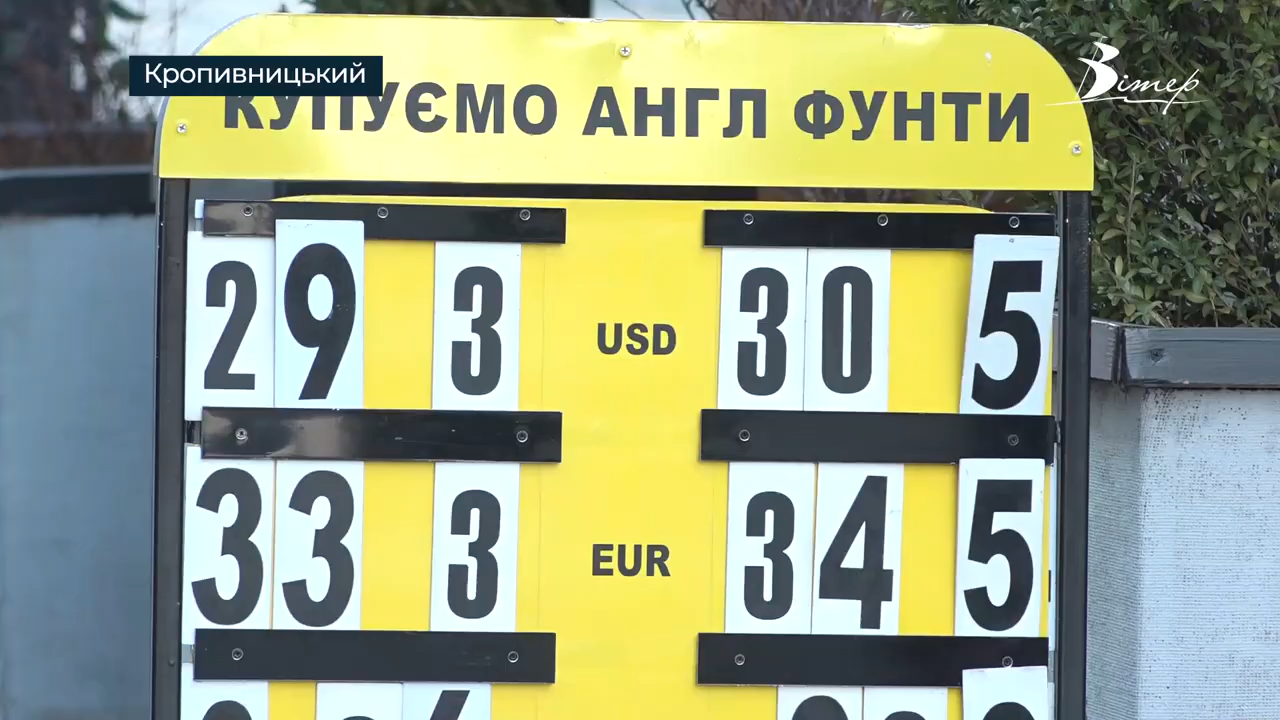 Кропивницький
Вітер
КУПУЄМО АНГЛ ФУНТИ
29 3 USD 30 5
33 3 EUR 34 5